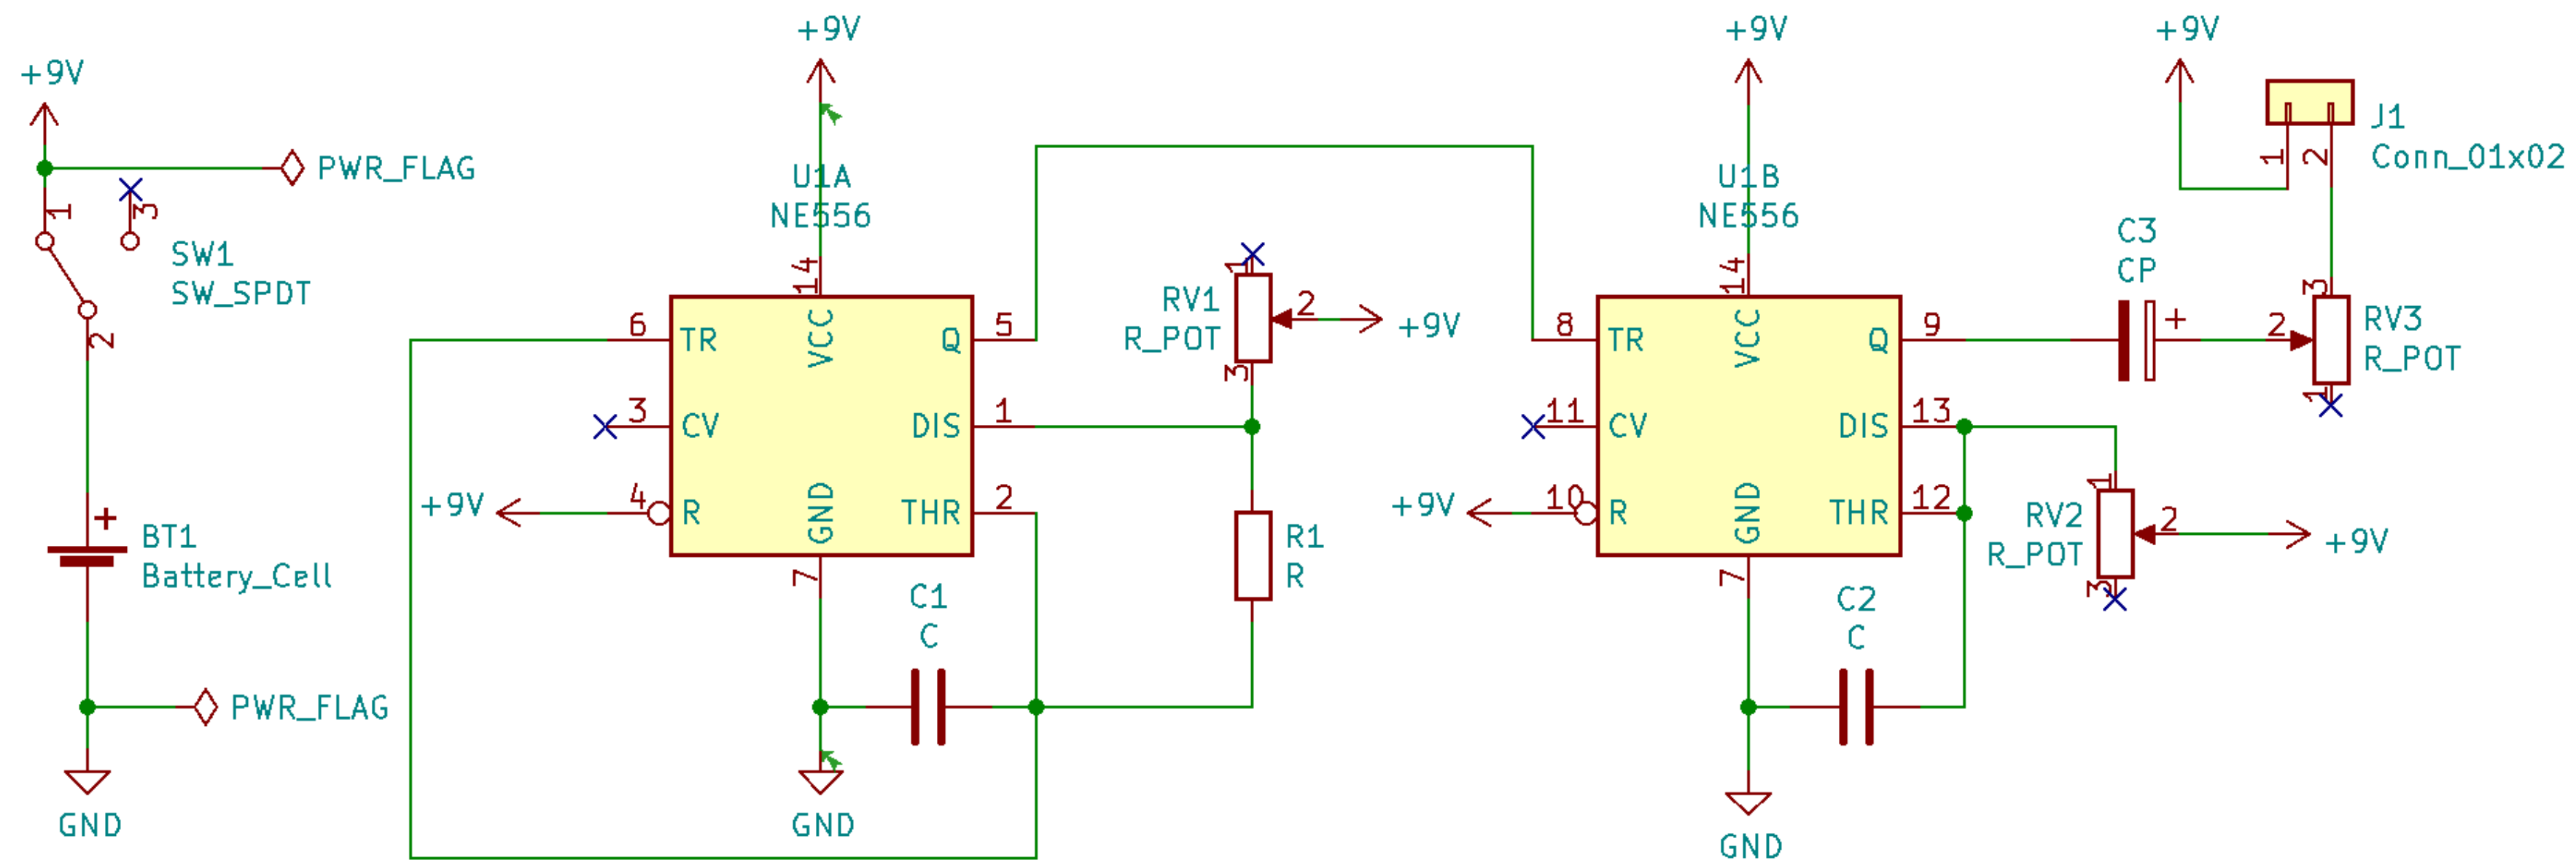 +9V
PWR_FLAG
1
3
SW1
SW_SPDT
2
+
BT1
Battery_Cell
PWR_FLAG
GND
+9V
U1A
NE556
14
6
TR
VCC
Q
5
3
CV
DIS
1
+9V
4
R
GND
THR
2
7
C1
C
GND
1
RV1
R_POT
2
+9V
3
R1
R
+9V
U1B
NE556
14
8
TR
VCC
Q
9
11
CV
DIS
13
+9V
10
R
GND
THR
12
7
C2
C
GND
1
RV2
R_POT
2
+9V
3
C3
CP
+
+9V
J1
Conn_01x02
1
2
3
2
RV3
R_POT
1